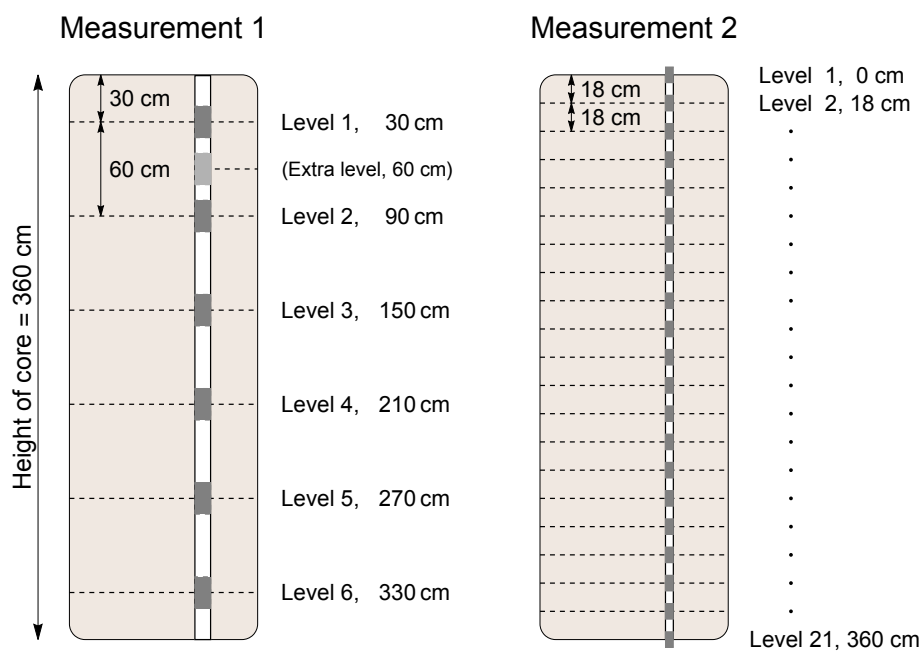 Measurement 1
30 cm
60 cm
Height of core = 360 cm
Level 1, 30 cm
(Extra level, 60 cm)
Level 2, 90 cm
Level 3, 150 cm
Level 4, 210 cm
Level 5, 270 cm
Level 6, 330 cm
Measurement 2
18 cm
18 cm
Level 1, 0 cm
Level 2, 18 cm
Level 21, 360 cm